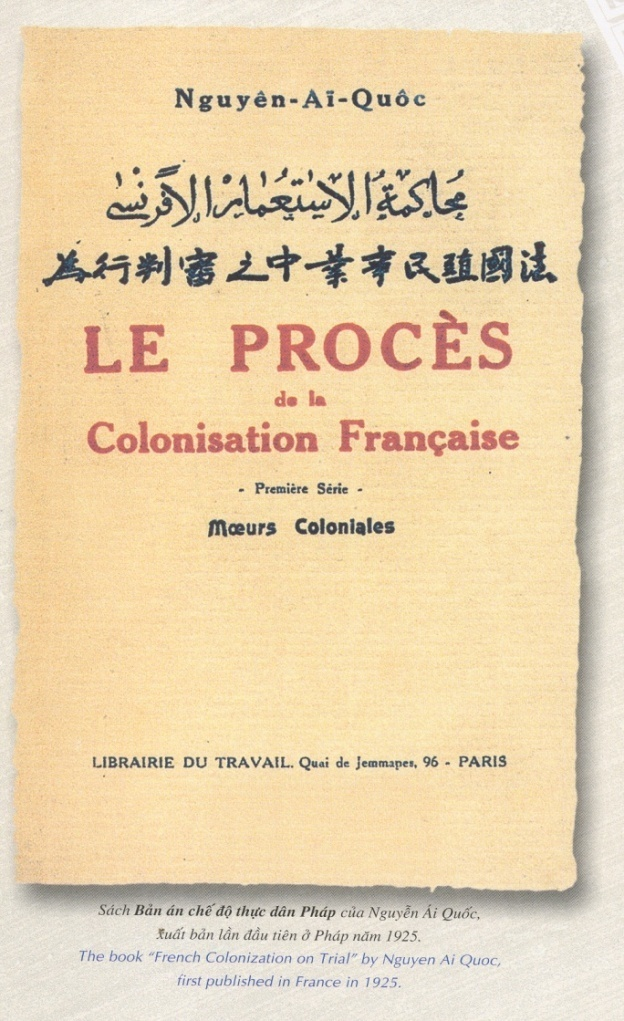 Nguyên-Aï-Quôc
محاكمة الاستعمار الافرنسي
法國殖民事業中之審判行為
LE PROCÈS
de la
Colonisation Française
- Première Série -
Mœurs Coloniales
LIBRAIRIE DU TRAVAIL. Quai de Jemmapes, 96 - PARIS
Sách Bản án chế độ thực dân Pháp của Nguyễn Ái Quốc,
xuất bản lần đầu tiên ở Pháp năm 1925.
The book “French Colonization on Trial” by Nguyen Ai Quoc,
first published in France in 1925.